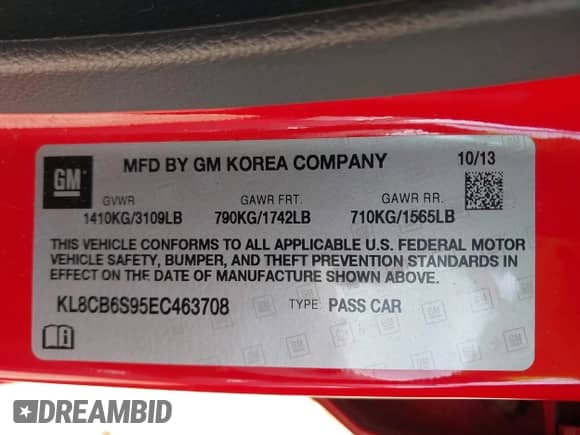 GM
MFD BY GM KOREA COMPANY 10/13
GVWR GAWR FRT. GAWR RR.
1410KG/3109LB 790KG/1742LB 710KG/1565LB
THIS VEHICLE CONFORMS TO ALL APPLICABLE U.S. FEDERAL MOTOR
VEHICLE SAFETY, BUMPER, AND THEFT PREVENTION STANDARDS IN
EFFECT ON THE DATE OF MANUFACTURE SHOWN ABOVE.
KL8CB6S95EC463708 TYPE: PASS CAR
DREAMBID